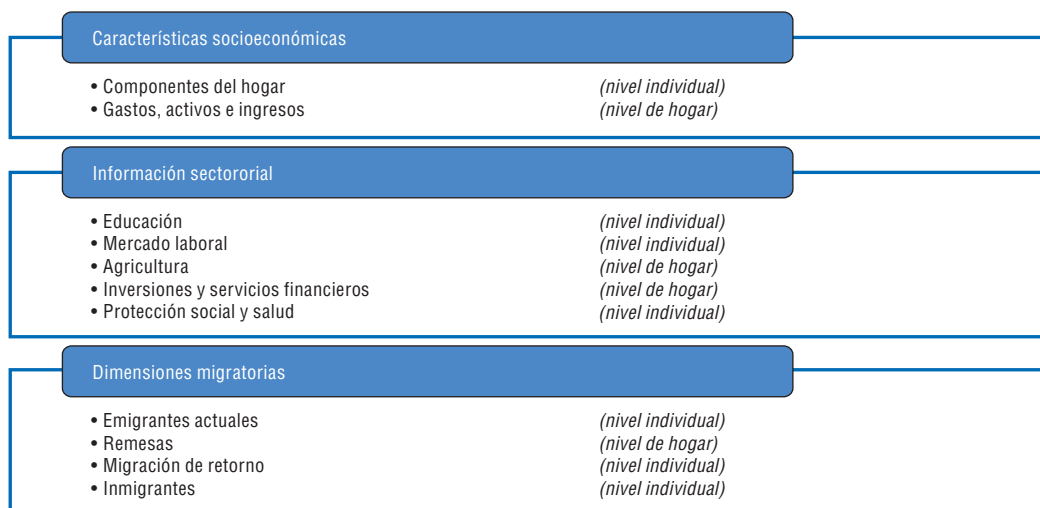 Características socioeconómicas
• Componentes del hogar (nivel individual)
• Gastos, activos e ingresos (nivel de hogar)
Información sectororial
• Educación (nivel individual)
• Mercado laboral (nivel individual)
• Agricultura (nivel de hogar)
• Inversiones y servicios financieros (nivel de hogar)
• Protección social y salud (nivel individual)
Dimensiones migratorias
• Emigrantes actuales (nivel individual)
• Remesas (nivel de hogar)
• Migración de retorno (nivel individual)
• Inmigrantes (nivel individual)